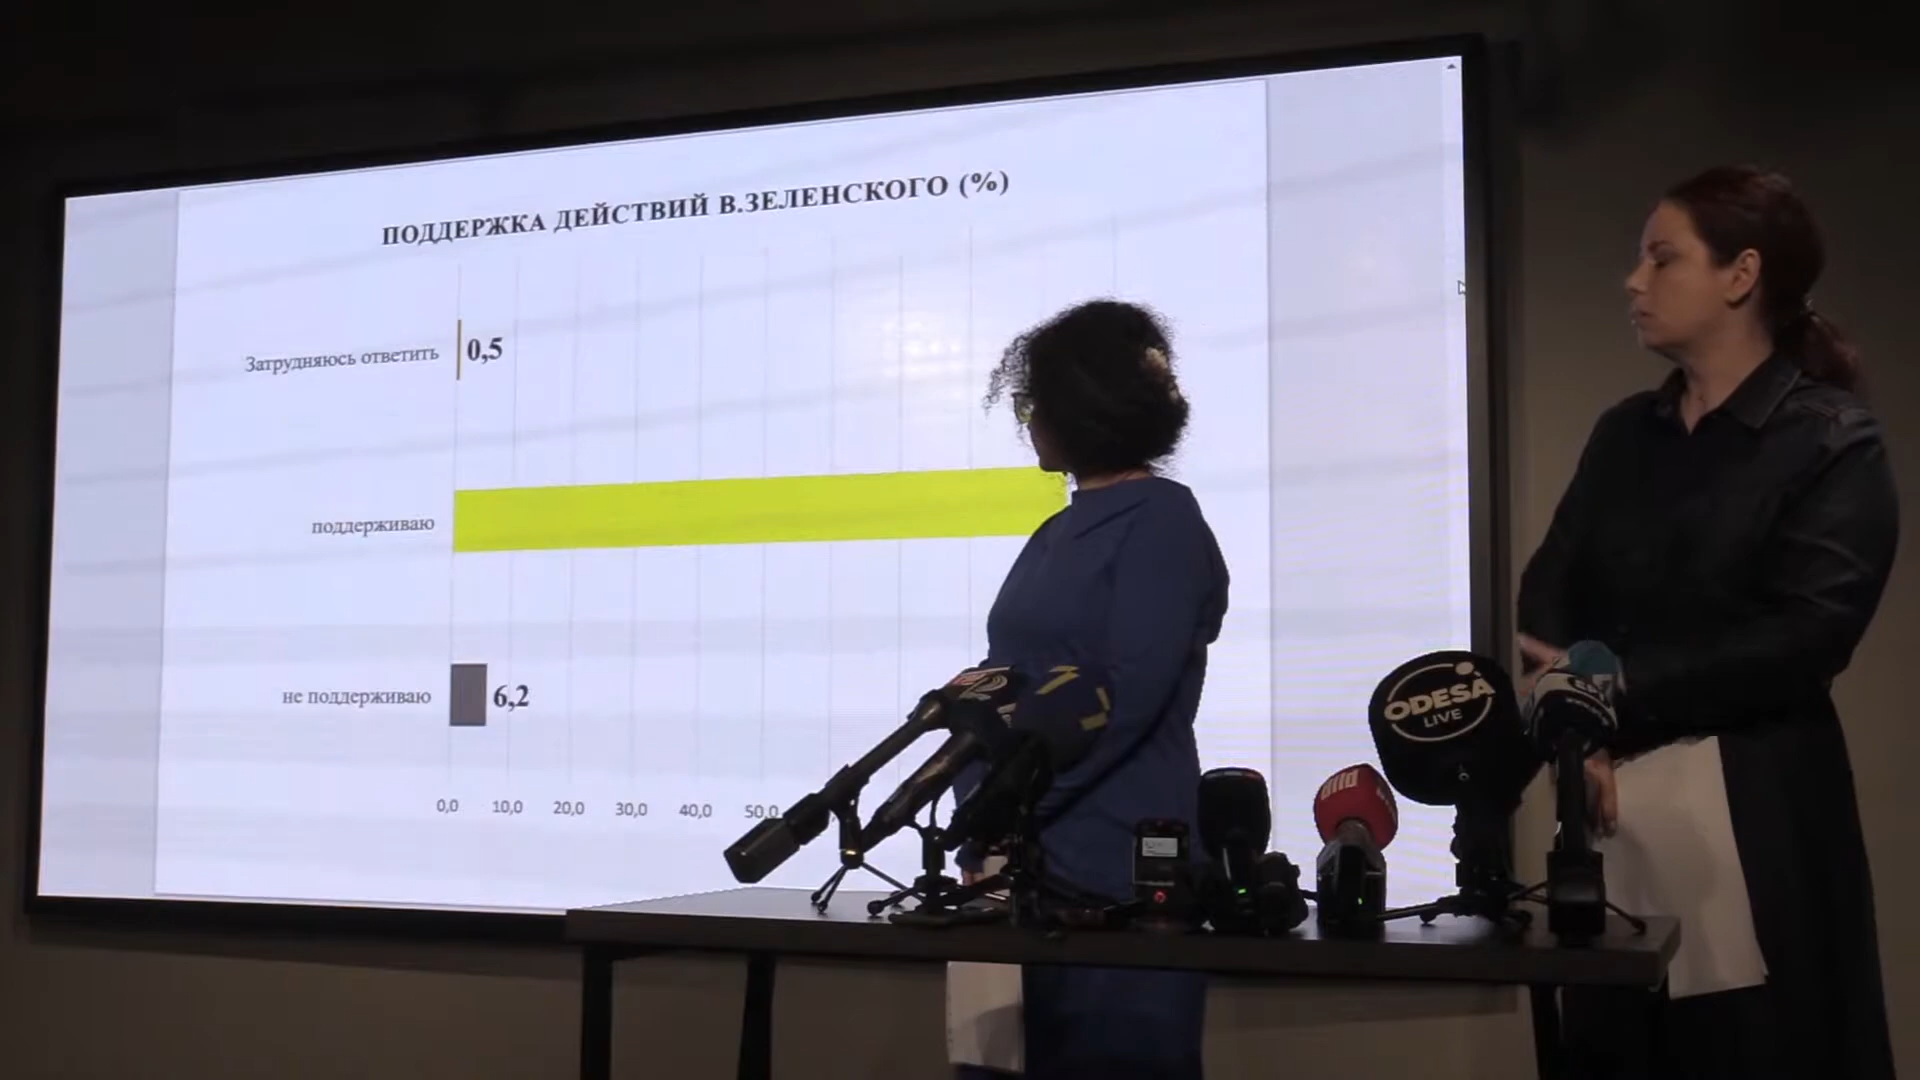 ПОДДЕРЖКА ДЕЙСТВИЙ В.ЗЕЛЕНСКОГО (%)
Затрудняюсь ответить 0,5
поддерживаю
не поддерживаю 6,2
0,0 10,0 20,0 30,0 40,0 50,0
ODESA
LIVE
Bild